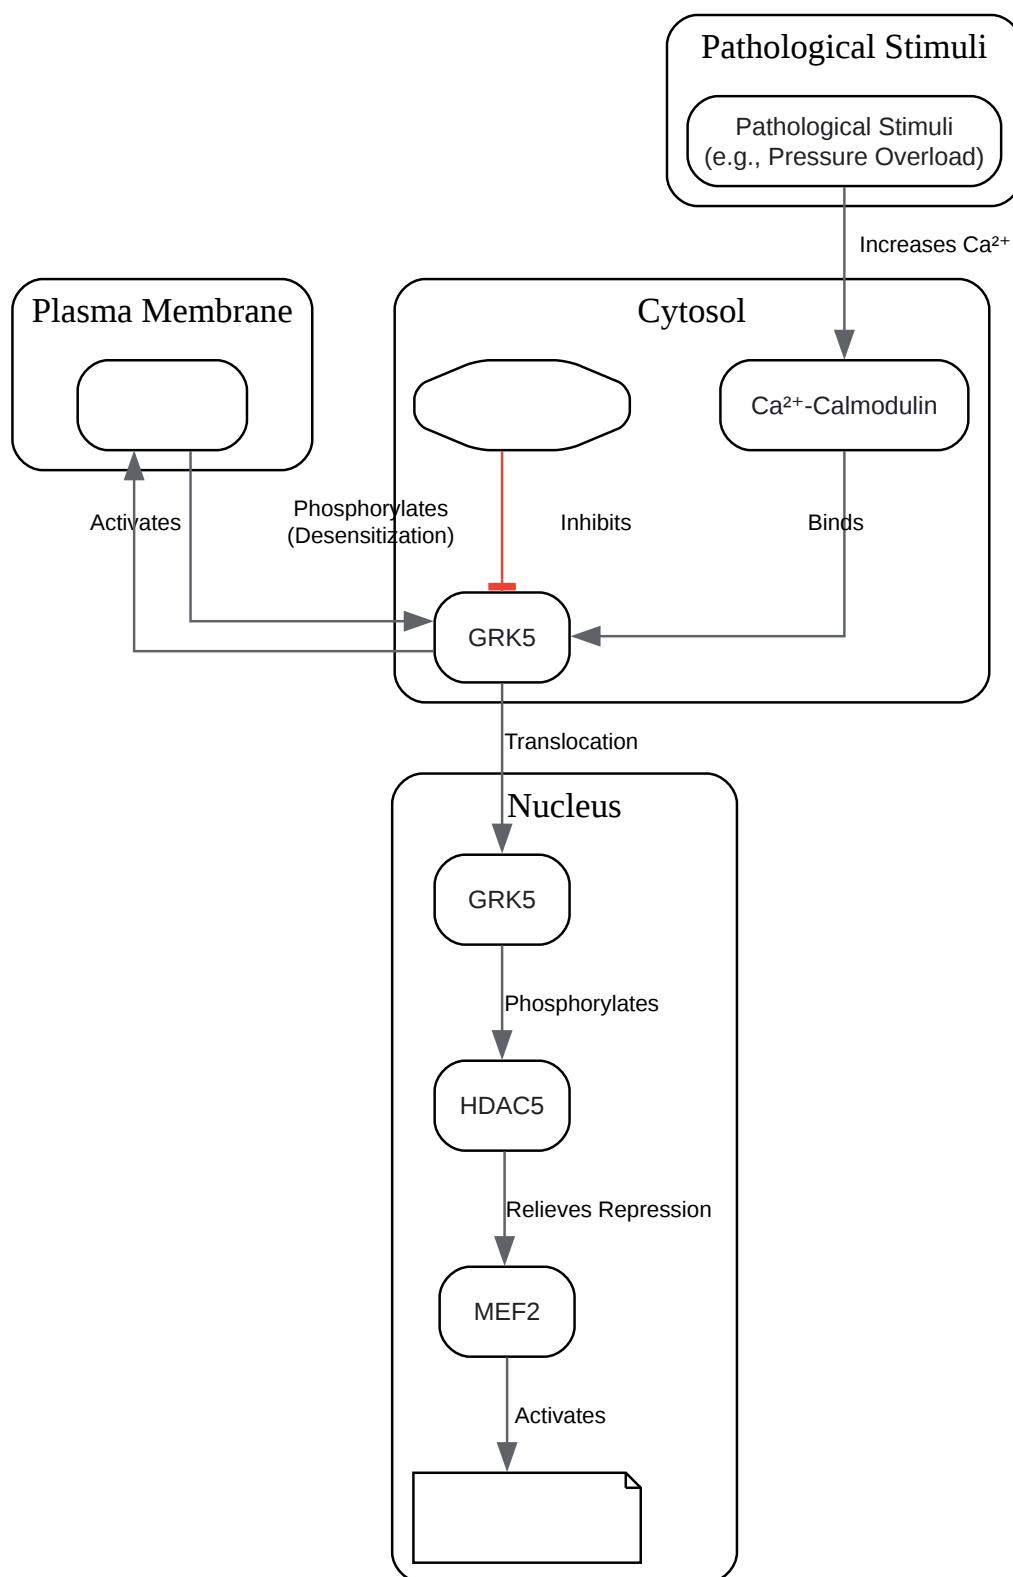 Pathological Stimuli
Pathological Stimuli
(e.g., Pressure Overload)
Increases Ca²⁺
Plasma Membrane
Cytosol
Ca²⁺-Calmodulin
Activates
Phosphorylates
(Desensitization)
Inhibits
Binds
GRK5
Translocation
Nucleus
GRK5
Phosphorylates
HDAC5
Relieves Repression
MEF2
Activates